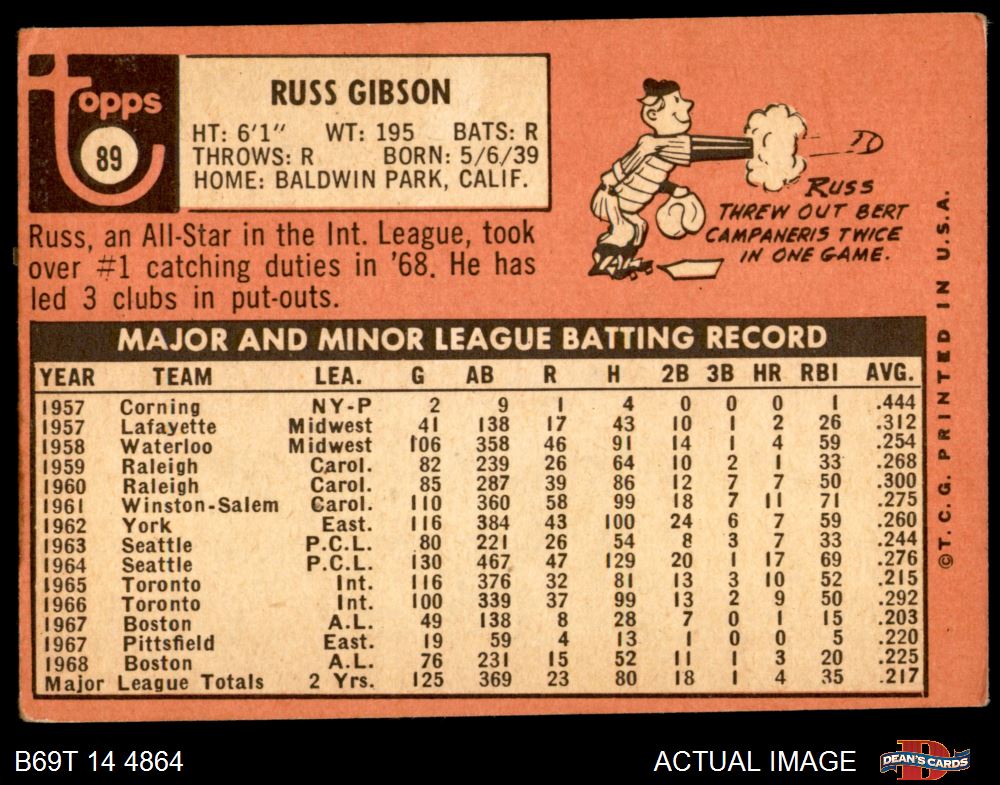 Topps
89
RUSS GIBSON
HT: 6'1" WT: 195 BATS: R
THROWS: R BORN: 5/6/39
HOME: BALDWIN PARK, CALIF.
Russ, an All-Star in the Int. League, took
over #1 catching duties in '68. He has
led 3 clubs in put-outs.
RUSS
THREW OUT BERT
CAMPANERIS TWICE
IN ONE GAME.
MAJOR AND MINOR LEAGUE BATTING RECORD
YEAR TEAM LEA. G AB R H 2B 3B HR RBI AVG.
1957 Corning NY-P 2 9 1 4 0 0 0 1 .444
1957 Lafayette Midwest 41 138 17 43 10 1 2 26 .312
1958 Waterloo Midwest 106 358 46 91 14 1 4 59 .254
1959 Raleigh Carol. 82 239 26 64 10 2 1 33 .268
1960 Raleigh Carol. 85 287 39 86 12 7 7 50 .300
1961 Winston-Salem Carol. 110 360 58 99 18 7 11 71 .275
1962 York East. 116 384 43 100 24 6 7 59 .260
1963 Seattle P.C.L. 80 221 26 54 8 3 7 33 .244
1964 Seattle P.C.L. 130 467 47 129 20 1 17 69 .276
1965 Toronto Int. 116 376 32 81 13 3 10 52 .215
1966 Toronto Int. 100 339 37 99 13 2 9 50 .292
1967 Boston A.L. 49 138 8 28 7 0 1 15 .203
1967 Pittsfield East. 19 59 4 13 1 0 0 5 .220
1968 Boston A.L. 76 231 15 52 11 1 3 20 .225
Major League Totals 2 Yrs. 125 369 23 80 18 1 4 35 .217
©T. C. G. PRINTED IN U.S.A.
B69T 14 4864
ACTUAL IMAGE
DEAN'S CARDS